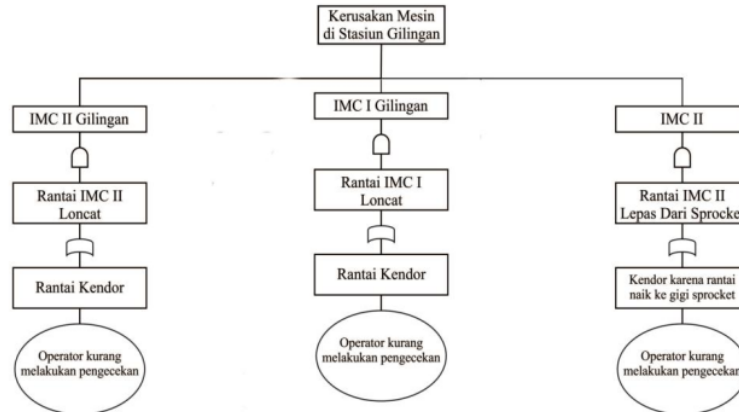 Kerusakan Mesin
di Stasiun Gilingan
IMC II Gilingan
IMC I Gilingan
IMC II
Rantai IMC II
Loncat
Rantai IMC I
Loncat
Rantai IMC II
Lepas Dari Sprocke
Rantai Kendor
Rantai Kendor
Kendor karena rantai
naik ke gigi sprocket
Operator kurang
melakukan pengecekan
Operator kurang
melakukan pengecekan
Operator kurang
melakukan pengecekan